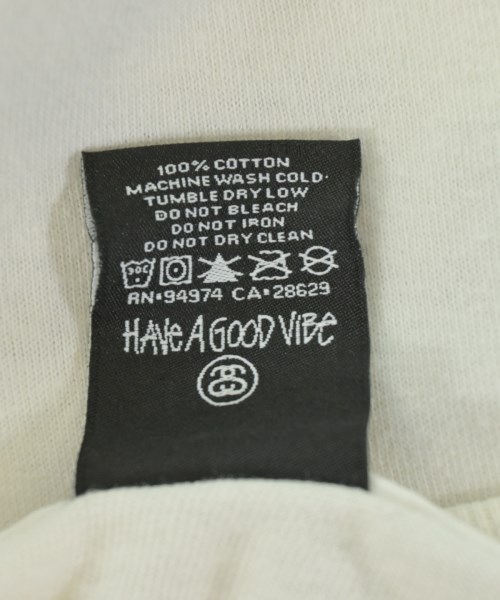 100% COTTON
MACHINE WASH COLD.
TUMBLE DRY LOW
DO NOT BLEACH
DO NOT IRON
DO NOT DRY CLEAN
30C
RN•94974 CA•28629
HAVE A GOOD VIBE